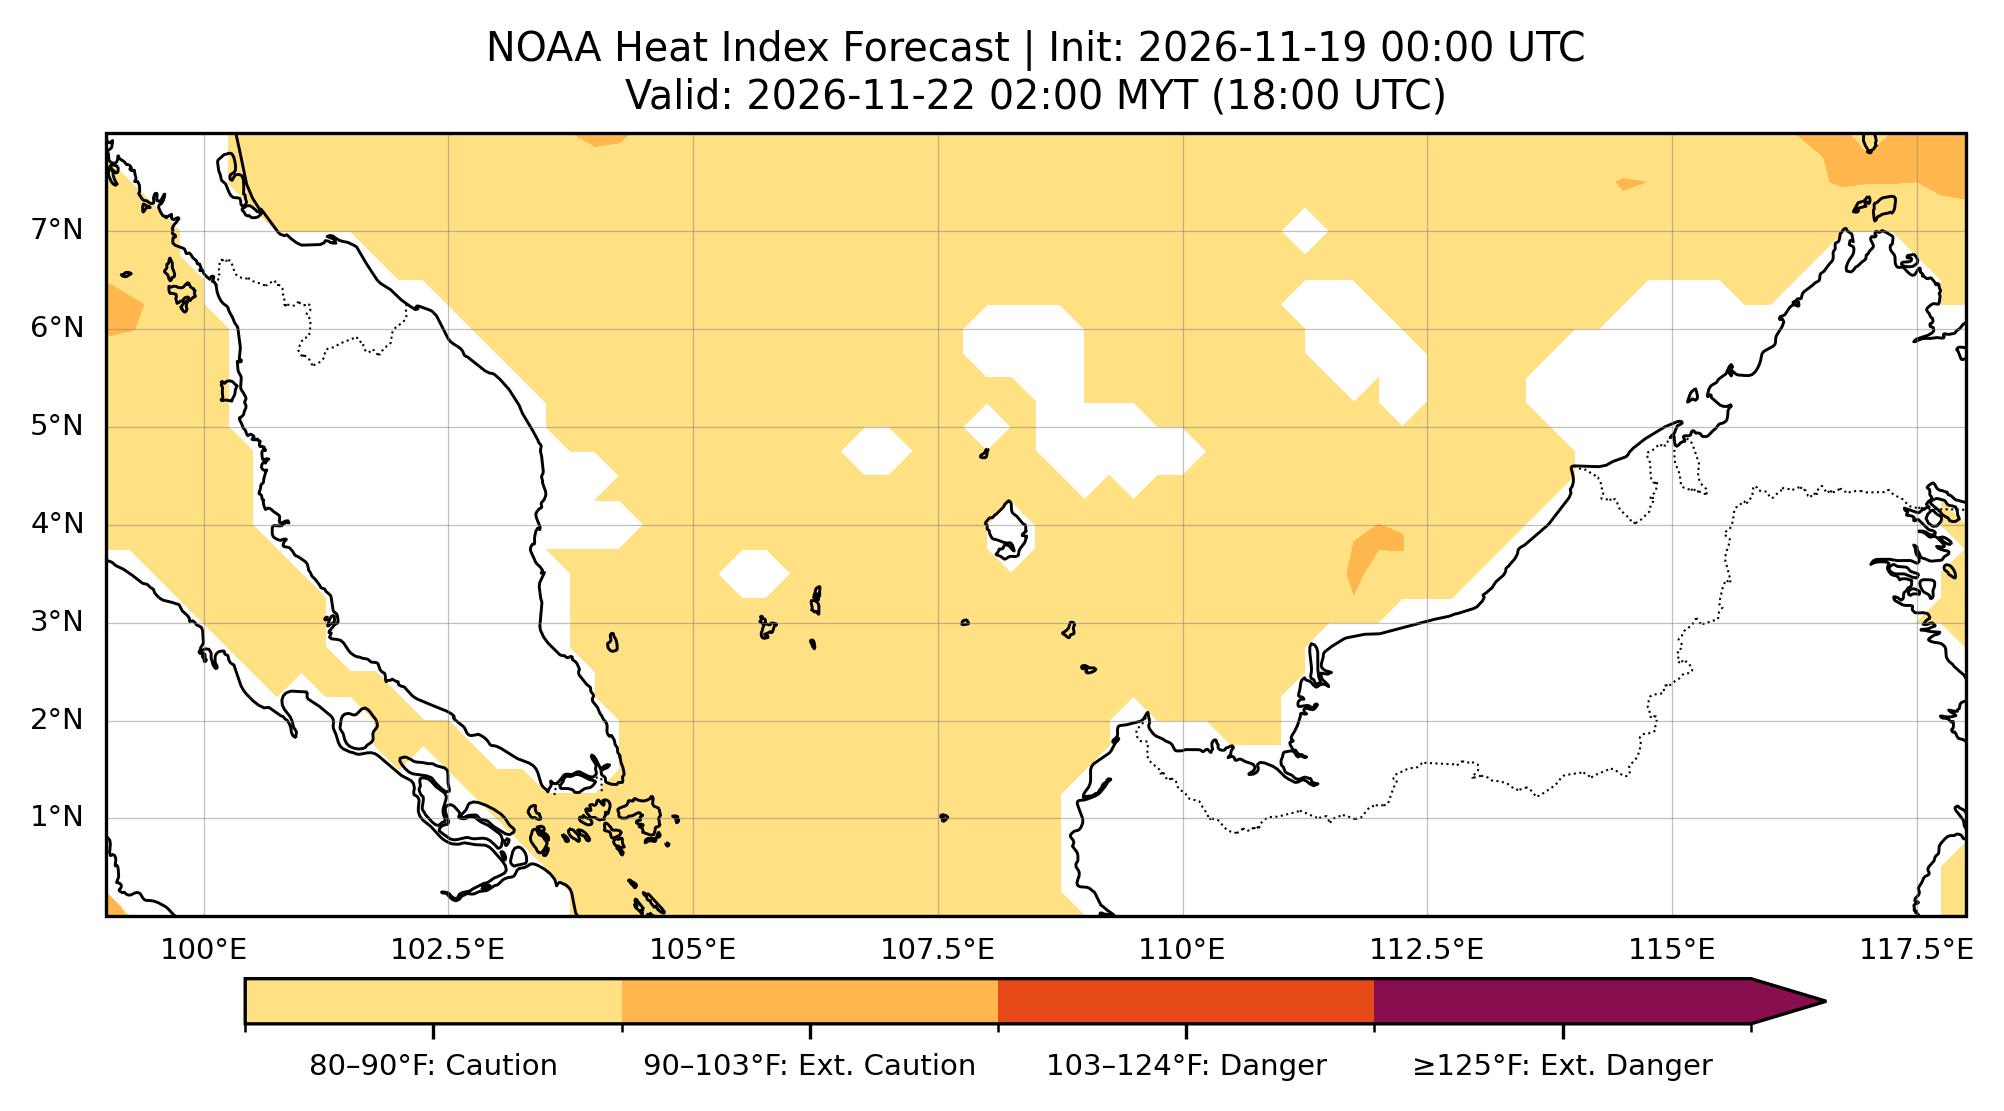 NOAA Heat Index Forecast | Init: 2026-11-19 00:00 UTC
Valid: 2026-11-22 02:00 MYT (18:00 UTC)
7°N
6°N
5°N
4°N
3°N
2°N
1°N
100°E
102.5°E
105°E
107.5°E
110°E
112.5°E
115°E
117.5°E
80–90°F: Caution
90–103°F: Ext. Caution
103–124°F: Danger
≥125°F: Ext. Danger